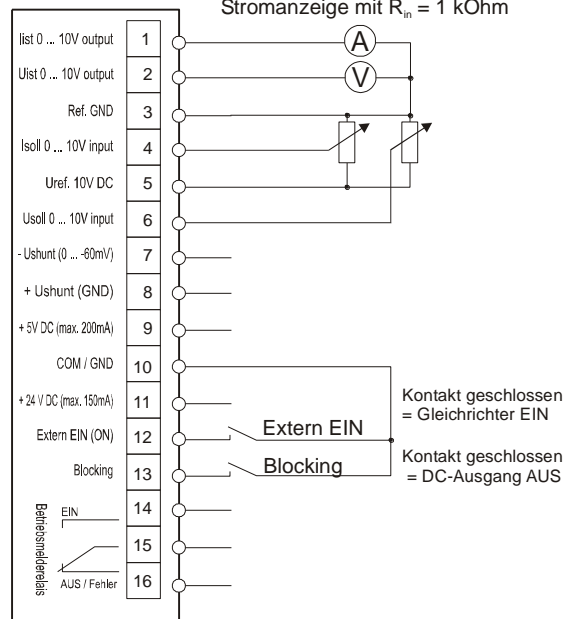 Stromanzeige mit Rin = 1 kOhm
Iist 0 ... 10V output 1
A
Uist 0 ... 10V output 2
V
Ref. GND 3
Isoll 0 ... 10V input 4
Uref. 10V DC 5
Usoll 0 ... 10V input 6
- Ushunt (0 ... -60mV) 7
+ Ushunt (GND) 8
+ 5V DC (max. 200mA) 9
COM / GND 10
+ 24 V DC (max. 150mA) 11
Kontakt geschlossen
= Gleichrichter EIN
Extern EIN (ON) 12 Extern EIN
Blocking 13 Blocking
Kontakt geschlossen
= DC-Ausgang AUS
Betriebsmelderelais
EIN 14
15
AUS / Fehler 16